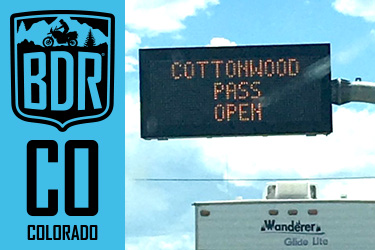 BDR
CO
COLORADO
COTTONWOOD
PASS
OPEN
Wanderer
Glide Lite